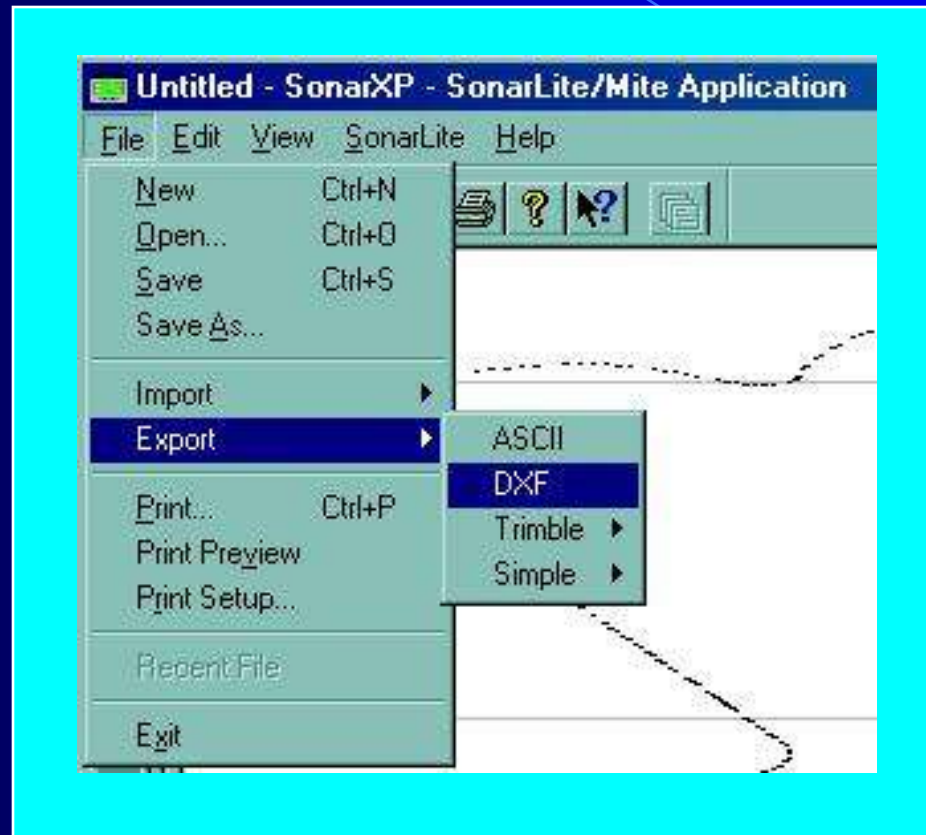 Untitled - SonarXP - SonarLite/Mite Application
File Edit View SonarLite Help
New Ctrl+N
Open... Ctrl+O
Save Ctrl+S
Save As...
Import
Export
ASCII
DXF
Trimble
Simple
Print... Ctrl+P
Print Preview
Print Setup...
Recent File
Exit